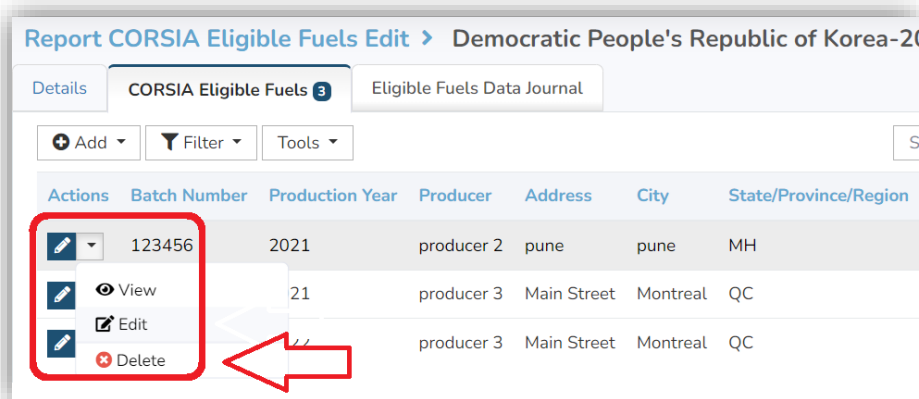 Report CORSIA Eligible Fuels Edit > Democratic People's Republic of Korea-20
Details CORSIA Eligible Fuels 3 Eligible Fuels Data Journal
Add Filter Tools S
Actions Batch Number Production Year Producer Address City State/Province/Region
123456 2021 producer 2 pune pune MH
View 21 producer 3 Main Street Montreal QC
Edit
22 producer 3 Main Street Montreal QC
Delete